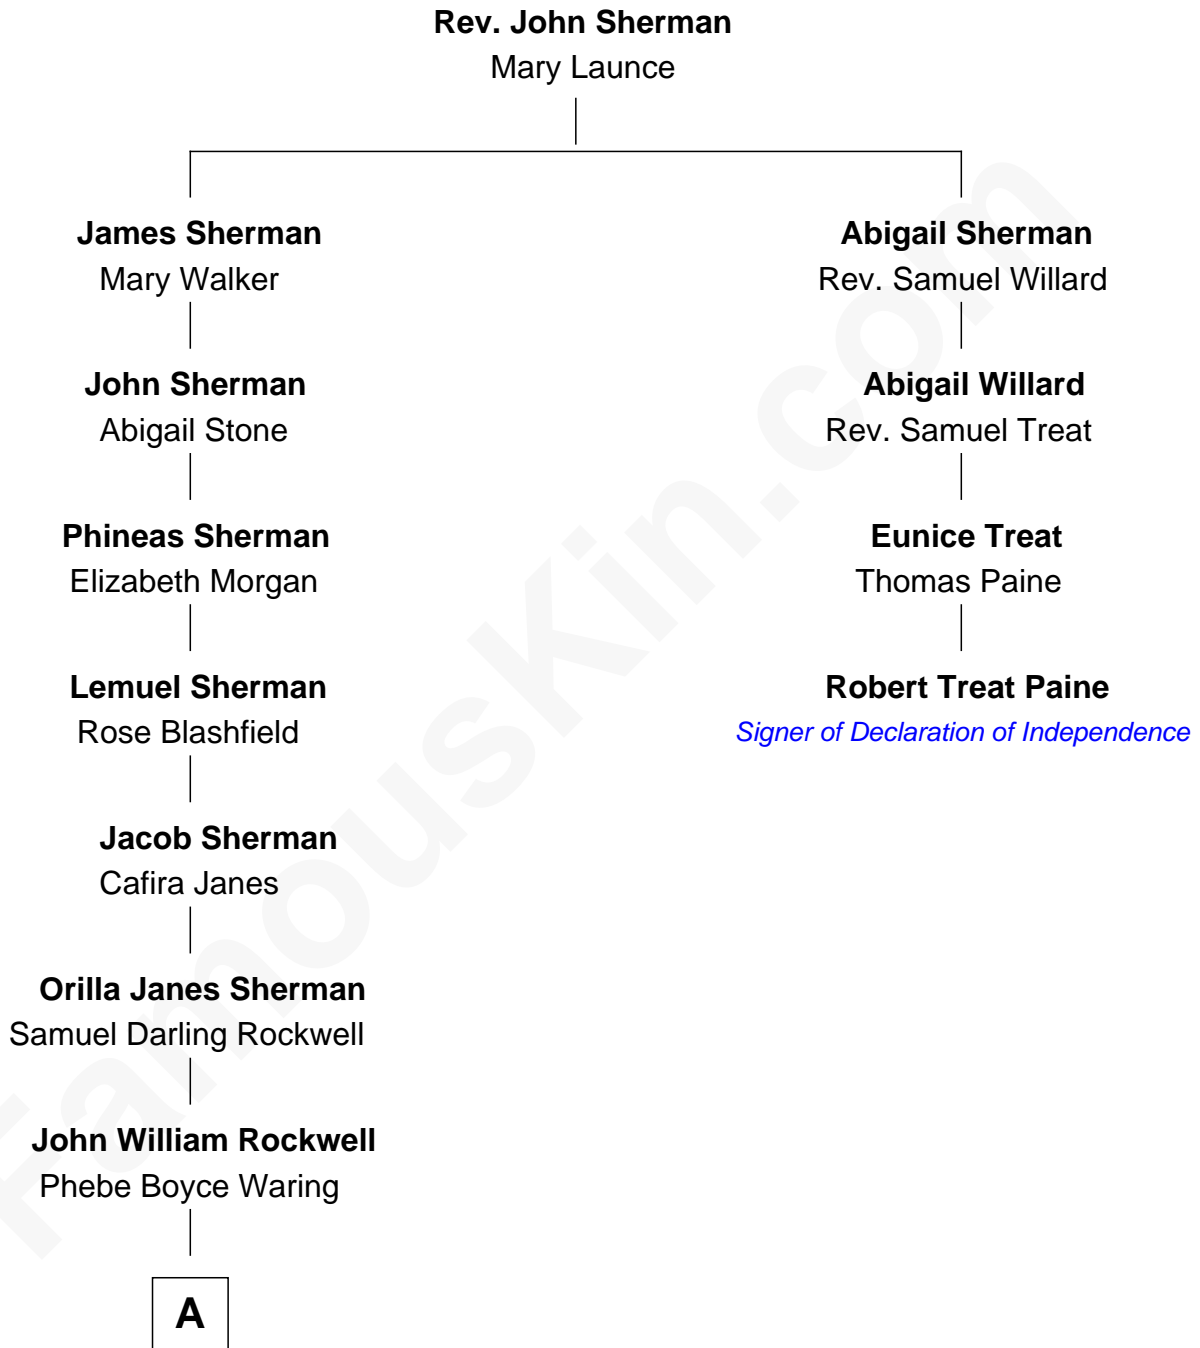 Rev. John Sherman
Mary Launce
James Sherman
Mary Walker
John Sherman
Abigail Stone
Phineas Sherman
Elizabeth Morgan
Lemuel Sherman
Rose Blashfield
Jacob Sherman
Cafira Janes
Orilla Janes Sherman
Samuel Darling Rockwell
John William Rockwell
Phebe Boyce Waring
A
Abigail Sherman
Rev. Samuel Willard
Abigail Willard
Rev. Samuel Treat
Eunice Treat
Thomas Paine
Robert Treat Paine
Signer of Declaration of Independence
FamousKin.com